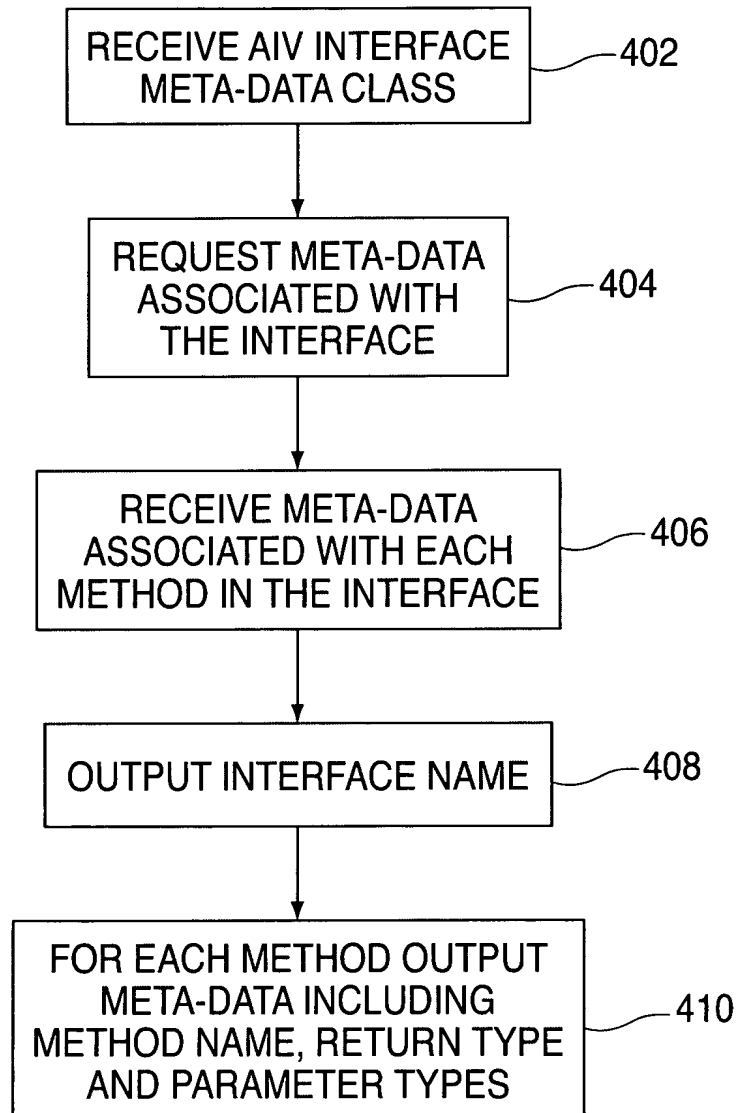 RECEIVE AIV INTERFACE
META-DATA CLASS
402
REQUEST META-DATA
ASSOCIATED WITH
THE INTERFACE
404
RECEIVE META-DATA
ASSOCIATED WITH EACH
METHOD IN THE INTERFACE
406
OUTPUT INTERFACE NAME
408
FOR EACH METHOD OUTPUT
META-DATA INCLUDING
METHOD NAME, RETURN TYPE
AND PARAMETER TYPES
410